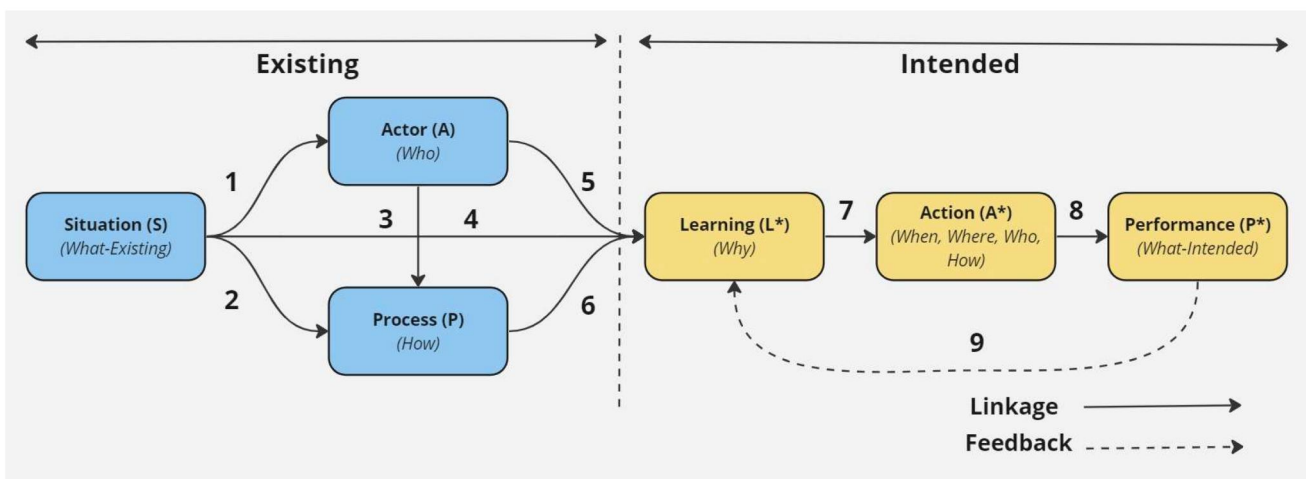 Existing
Intended
Actor (A)
(Who)
1
5
Situation (S)
(What-Existing)
3
4
Learning (L*)
(Why)
7
Action (A*)
(When, Where, Who,
How)
8
Performance (P*)
(What-Intended)
2
Process (P)
(How)
6
9
Linkage
Feedback